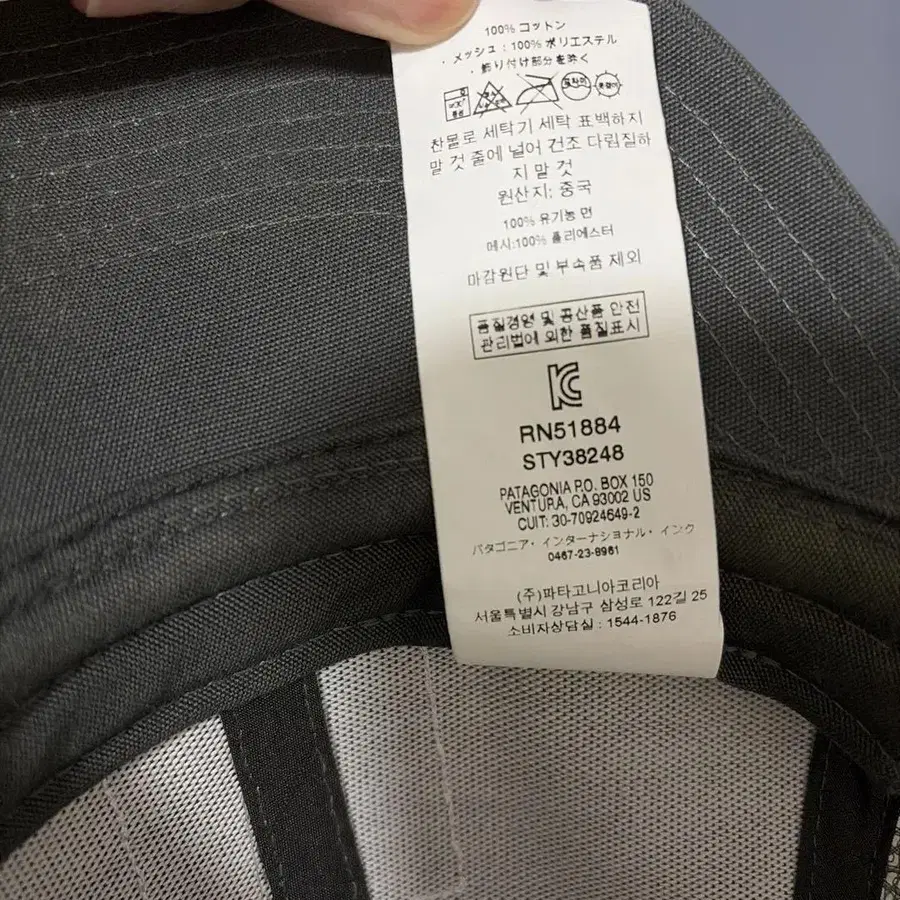 100% コットン
・メッシュ : 100% ポリエステル
・飾り付け部分を除く
찬물로 세탁기 세탁 표백하지
말 것 줄에 널어 건조 다림질하
지 말 것
원산지: 중국
100% 유기농 면
메시:100% 폴리에스터
마감원단 및 부속품 제외
품질경영 및 공산품 안전
관리법에 의한 품질표시
RN51884
STY38248
PATAGONIA P.O. BOX 150
VENTURA, CA 93002 US
CUIT: 30-70924649-2
パタゴニア・インターナショナル・インク
0467-23-8961
(주)파타고니아코리아
서울특별시 강남구 삼성로 122길 25
소비자상담실 : 1544-1876